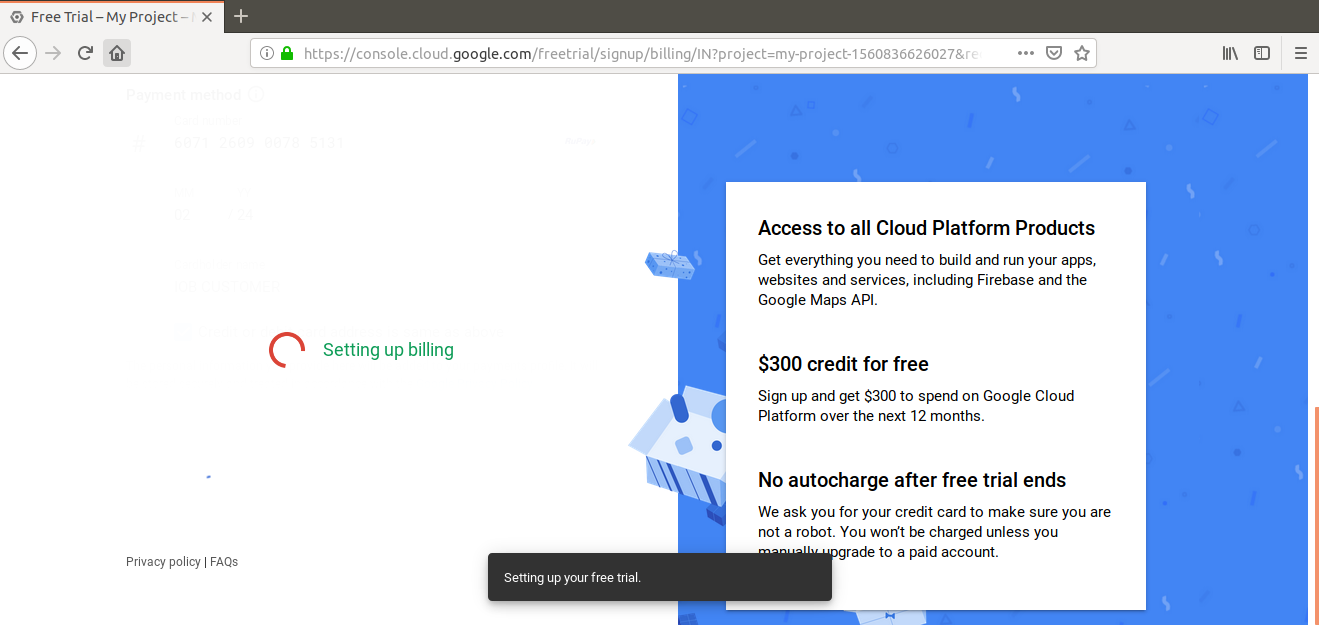 Free Trial – My Project –
https://console.cloud.google.com/freetrial/signup/billing/IN?project=my-project-1560836626027&re
Payment method
Setting up billing
Privacy policy | FAQs
Access to all Cloud Platform Products
Get everything you need to build and run your apps,
websites and services, including Firebase and the
Google Maps API.
$300 credit for free
Sign up and get $300 to spend on Google Cloud
Platform over the next 12 months.
No autocharge after free trial ends
We ask you for your credit card to make sure you are
not a robot. You won’t be charged unless you
manually upgrade to a paid account.
Setting up your free trial.